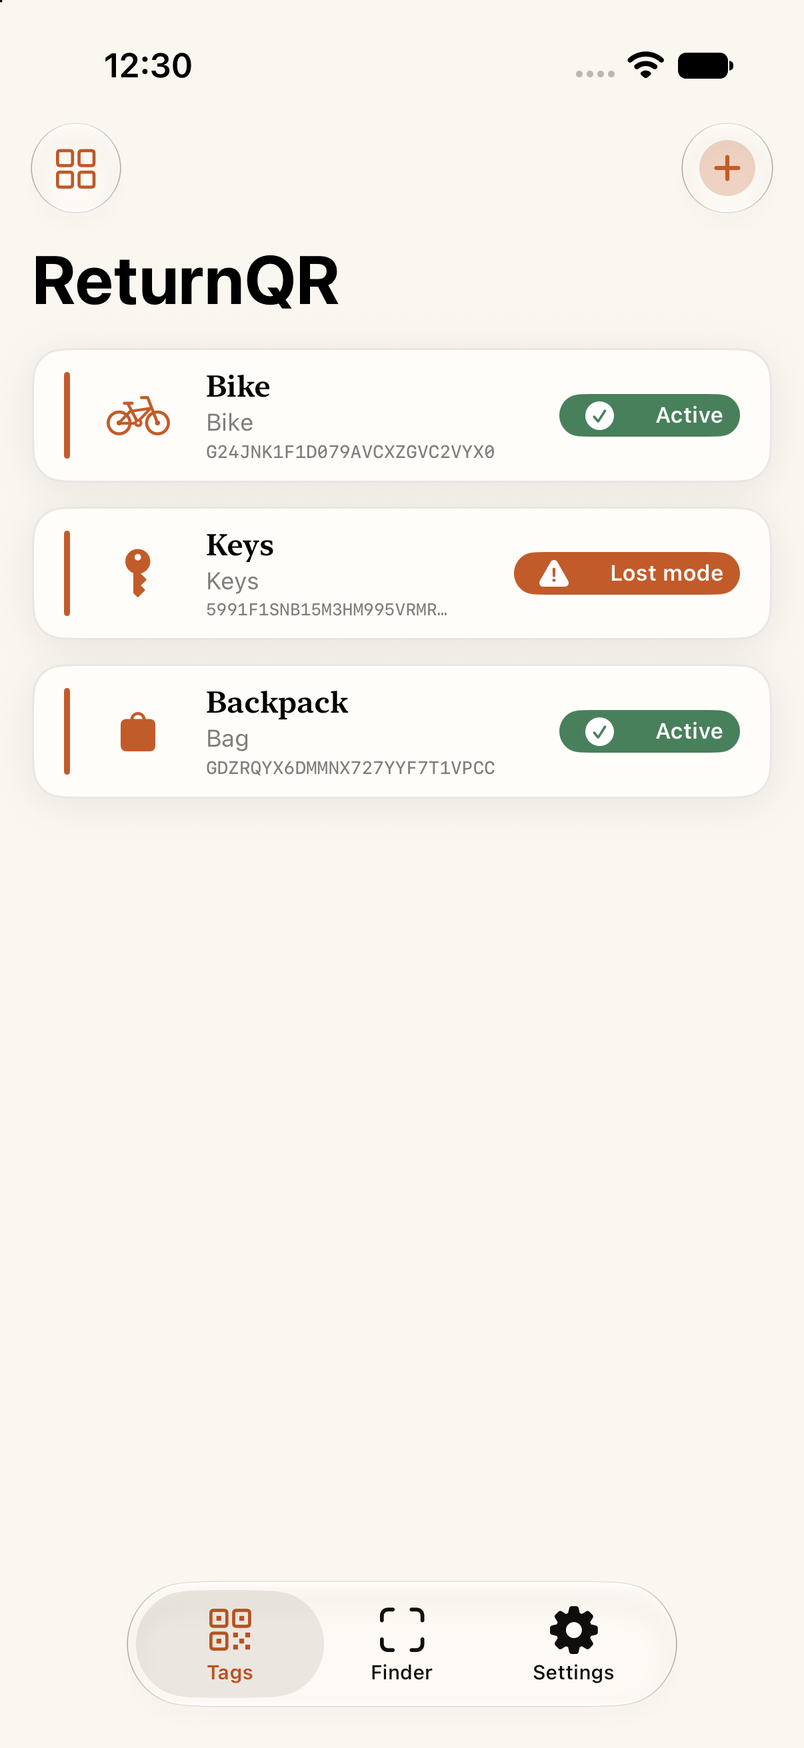 12:30
ReturnQR
Bike
Bike
G24JNK1F1D079AVCXZGVC2VYX0
Active
Keys
Keys
5991F1SNB15M3HM995VRMR…
Lost mode
Backpack
Bag
GDZRQYX6DMMNX727YYF7T1VPCC
Active
Tags
Finder
Settings